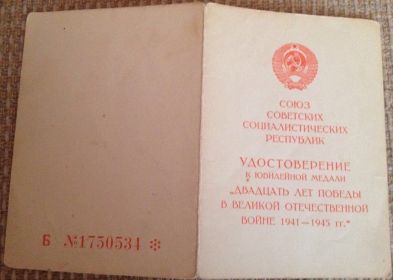 Б №1750534
СОЮЗ
СОВЕТСКИХ
СОЦИАЛИСТИЧЕСКИХ
РЕСПУБЛИК
УДОСТОВЕРЕНИЕ
К ЮБИЛЕЙНОЙ МЕДАЛИ
„ДВАДЦАТЬ ЛЕТ ПОБЕДЫ
В ВЕЛИКОЙ ОТЕЧЕСТВЕННОЙ
ВОЙНЕ 1941—1945 гг.“